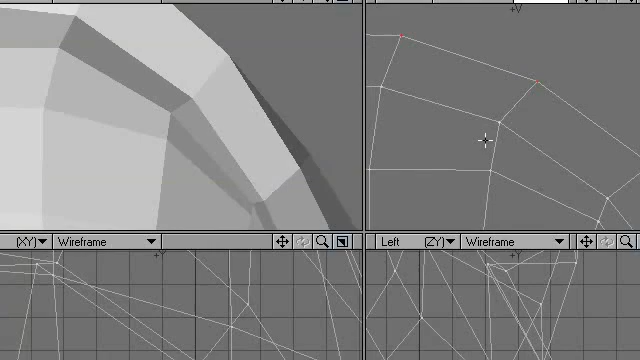 +V
(XY) Wireframe
Left (ZY) Wireframe
+Y
+Y